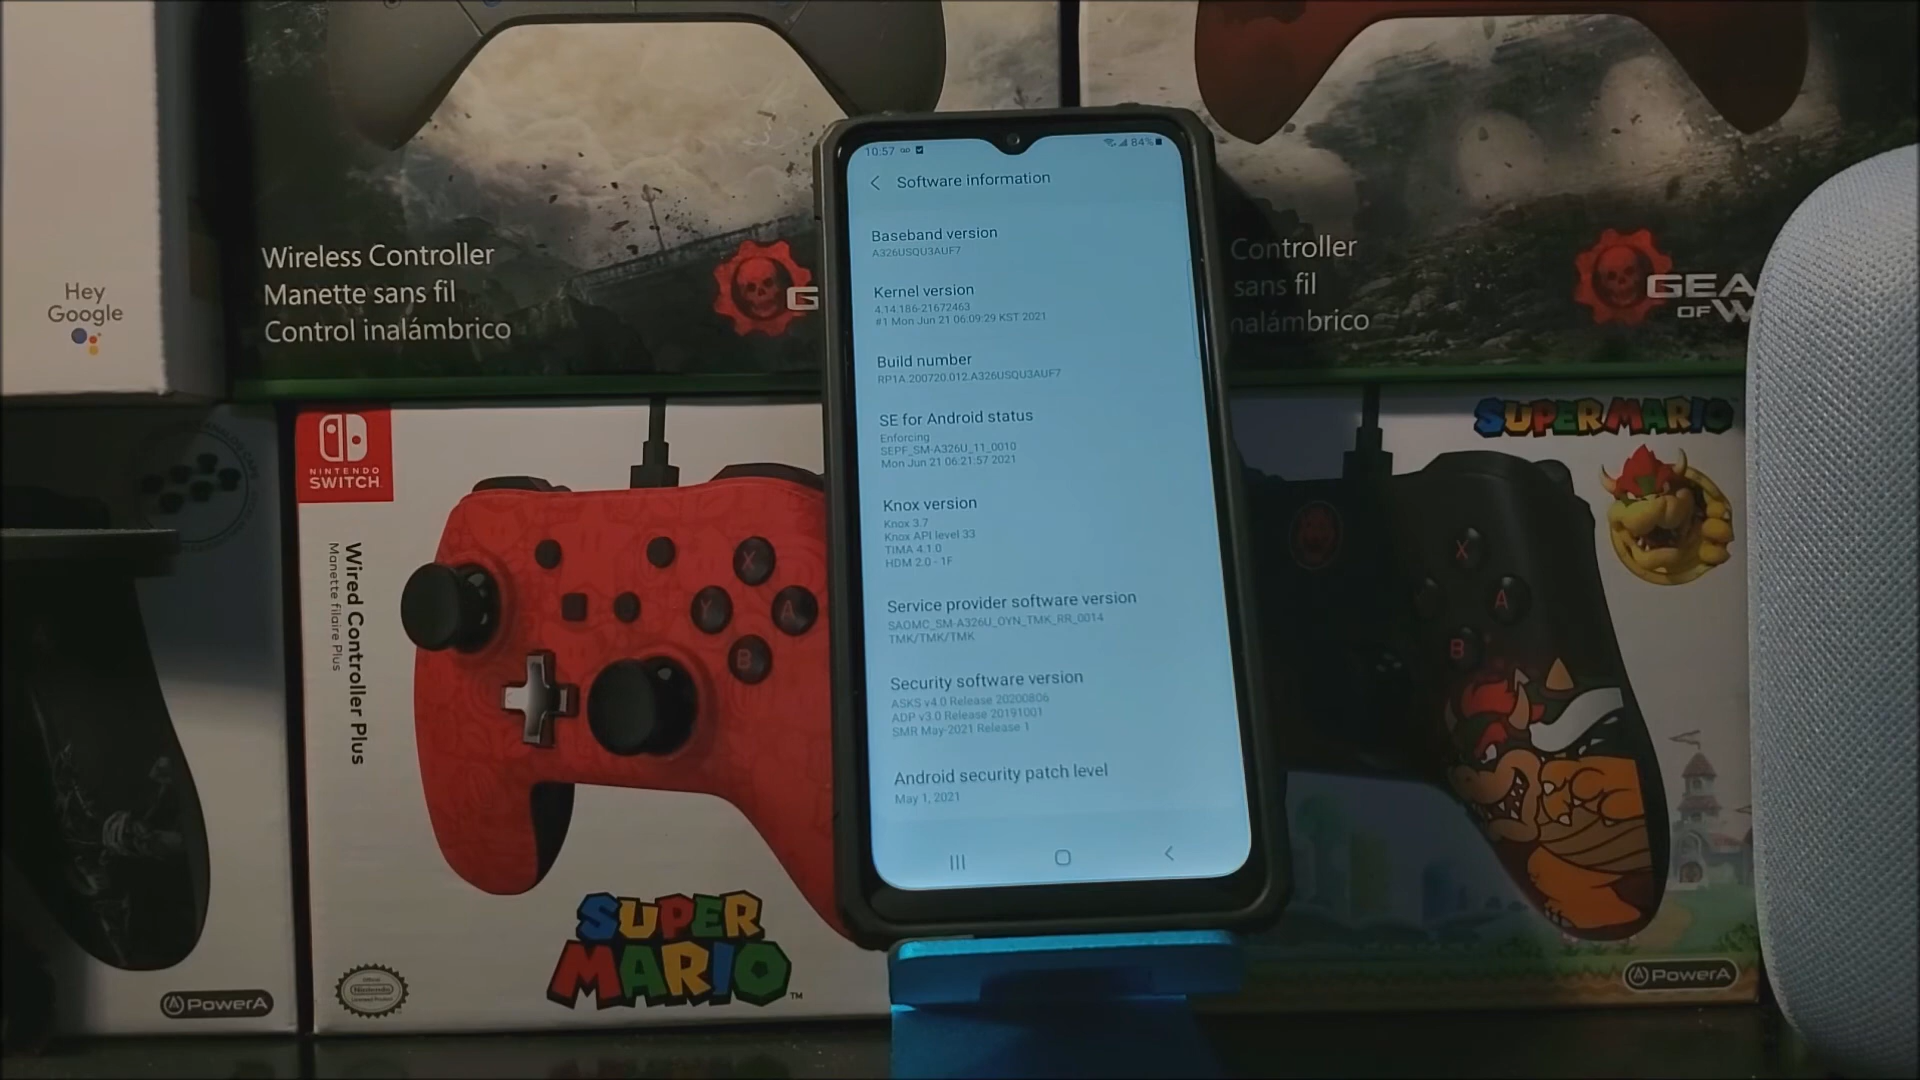 Hey
Google
Wireless Controller
Manette sans fil
Control inalámbrico
G
Controller
sans fil
nalámbrico
GEA
OF W
10:57
84%
Software information
Baseband version
A326USQU3AUF7
Kernel version
4.14.186-21672463
#1 Mon Jun 21 06:09:29 KST 2021
Build number
RP1A.200720.012.A326USQU3AUF7
SE for Android status
Enforcing
SEPF_SM-A326U_11_0010
Mon Jun 21 06:21:57 2021
Knox version
Knox 3.7
Knox API level 33
TIMA 4.1.0
HDM 2.0 - 1F
Service provider software version
SAOMC_SM-A326U_OYN_TMK_RR_0014
TMK/TMK/TMK
Security software version
ASKS v4.0 Release 20200806
ADP v3.0 Release 20191001
SMR May-2021 Release 1
Android security patch level
May 1, 2021
NINTENDO
SWITCH
Wired Controller Plus
Manette filaire Plus
X
Y
A
B
SUPER
MARIO
TM
Nintendo
PowerA
PowerA
SUPER MARIO
X
A
B